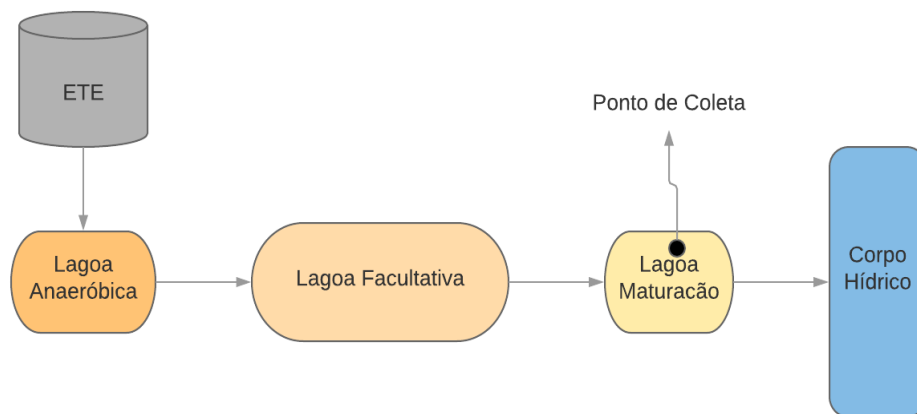 ETE
Ponto de Coleta
Lagoa
Anaeróbica
Lagoa Facultativa
Lagoa
Maturacão
Corpo
Hídrico